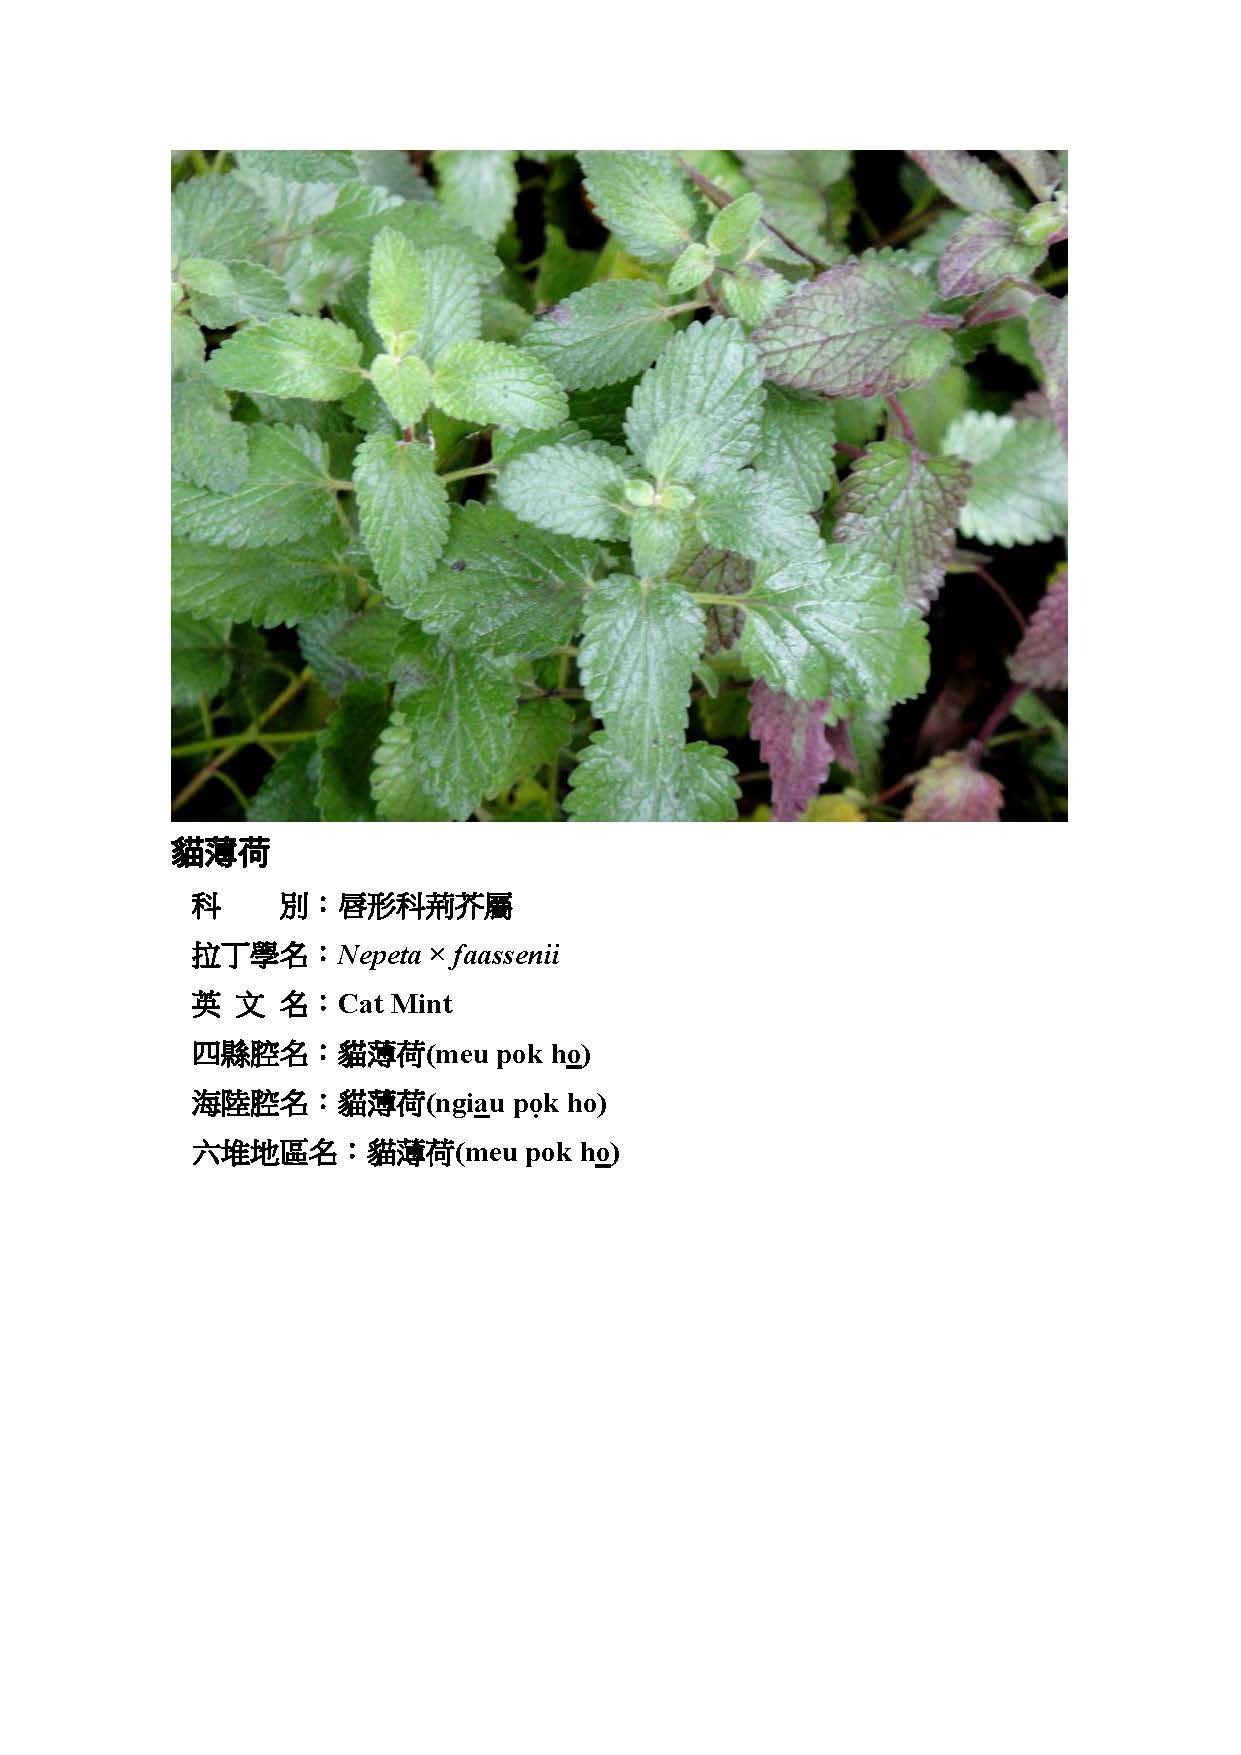 貓薄荷
科　　別：唇形科荊芥屬
拉丁學名：Nepeta × faassenii
英 文 名：Cat Mint
四縣腔名：貓薄荷(meu pok ho̲)
海陸腔名：貓薄荷(ngia̲u pọk ho)
六堆地區名：貓薄荷(meu pok ho̲)